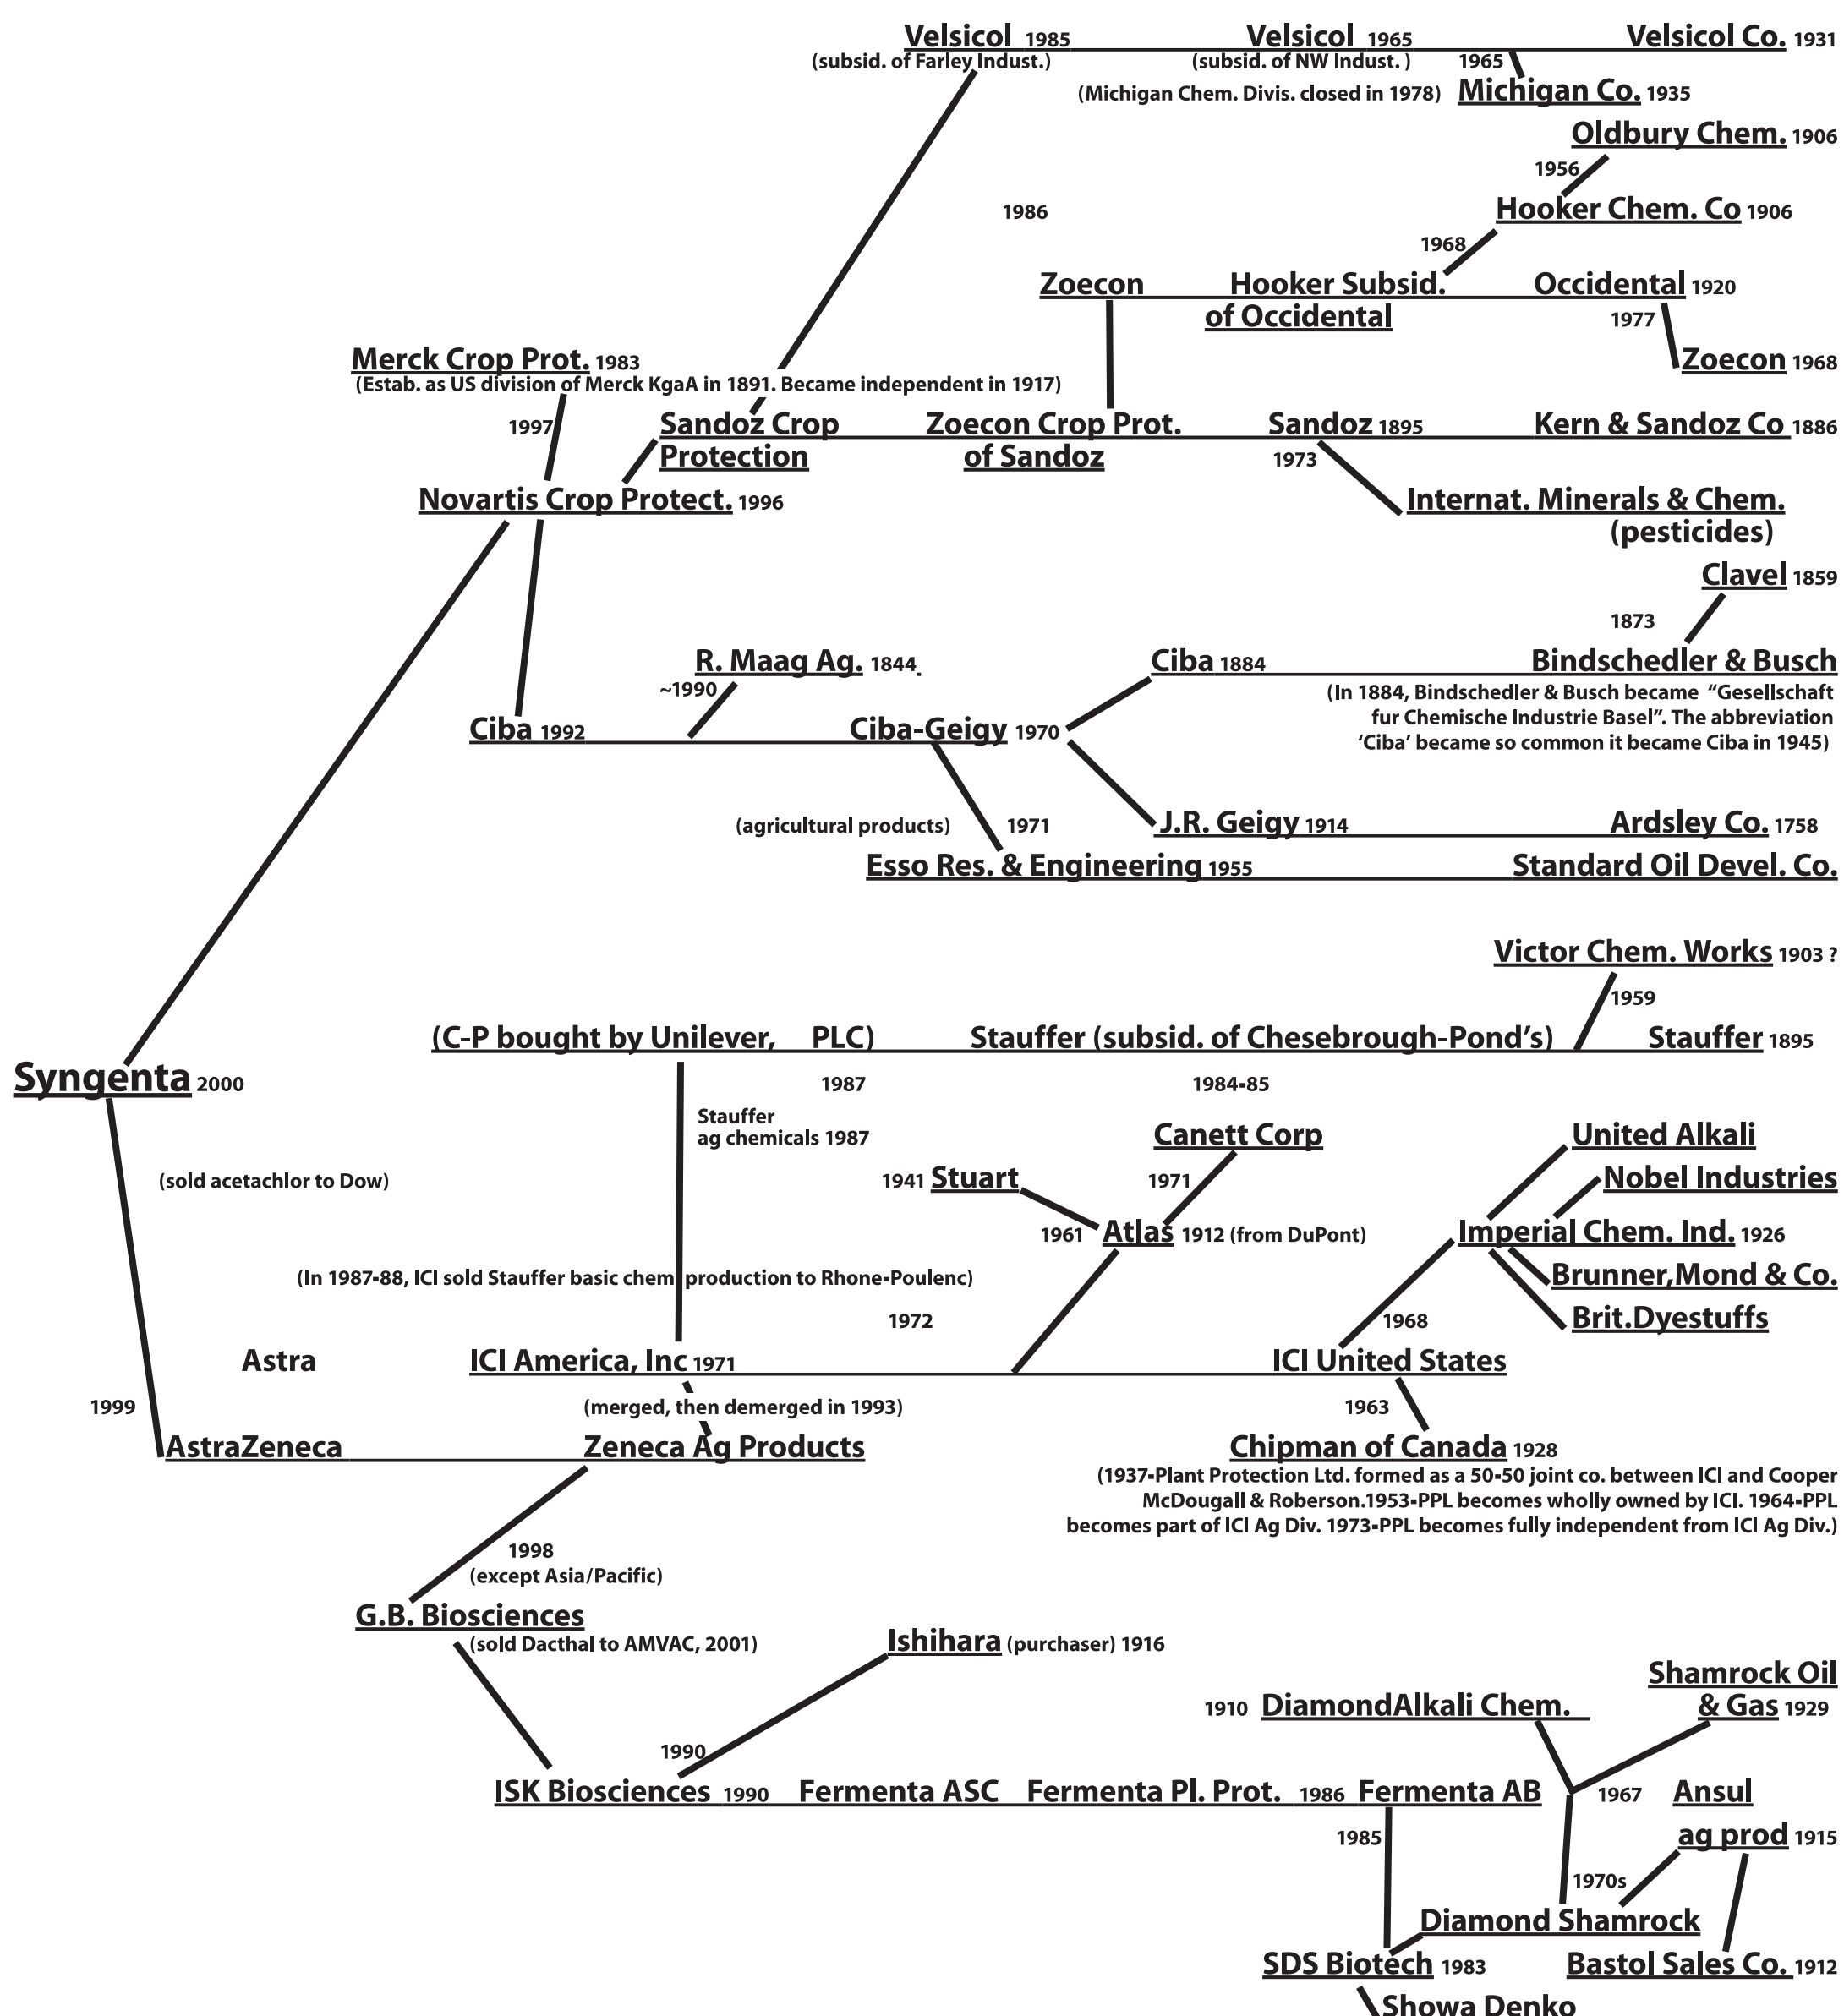 Velsicol 1985 Velsicol 1965 Velsicol Co. 1931
(subsid. of Farley Indust.) (subsid. of NW Indust. ) 1965
(Michigan Chem. Divis. closed in 1978) Michigan Co. 1935
Oldbury Chem. 1906
1956
1986 Hooker Chem. Co 1906
1968
Zoecon Hooker Subsid. Occidental 1920
of Occidental 1977
Merck Crop Prot. 1983 Zoecon 1968
(Estab. as US division of Merck KgaA in 1891. Became independent in 1917)
1997 Sandoz Crop Zoecon Crop Prot. Sandoz 1895 Kern & Sandoz Co 1886
Protection of Sandoz 1973
Novartis Crop Protect. 1996 Internat. Minerals & Chem.
(pesticides)
Clavel 1859
1873
R. Maag Ag. 1844 Ciba 1884 Bindschedler & Busch
~1990 (In 1884, Bindschedler & Busch became “Gesellschaft
fur Chemische Industrie Basel”. The abbreviation
Ciba 1992 Ciba-Geigy 1970 ‘Ciba’ became so common it became Ciba in 1945)
(agricultural products) 1971 J.R. Geigy 1914 Ardsley Co. 1758
Esso Res. & Engineering 1955 Standard Oil Devel. Co.
Victor Chem. Works 1903 ?
1959
(C-P bought by Unilever, PLC) Stauffer (subsid. of Chesebrough-Pond’s) Stauffer 1895
Syngenta 2000 1987 1984-85
Stauffer
ag chemicals 1987 Canett Corp United Alkali
(sold acetachlor to Dow) 1941 Stuart 1971 Nobel Industries
1961 Atlas 1912 (from DuPont) Imperial Chem. Ind. 1926
(In 1987-88, ICI sold Stauffer basic chem production to Rhone-Poulenc) Brunner,Mond & Co.
1972 1968 Brit.Dyestuffs
Astra ICI America, Inc 1971 ICI United States
1999 (merged, then demerged in 1993) 1963
AstraZeneca Zeneca Ag Products Chipman of Canada 1928
(1937-Plant Protection Ltd. formed as a 50-50 joint co. between ICI and Cooper
McDougall & Roberson.1953-PPL becomes wholly owned by ICI. 1964-PPL
becomes part of ICI Ag Div. 1973-PPL becomes fully independent from ICI Ag Div.)
1998
(except Asia/Pacific)
G.B. Biosciences
(sold Dacthal to AMVAC, 2001) Ishihara (purchaser) 1916
Shamrock Oil
1910 DiamondAlkali Chem. & Gas 1929
1990
ISK Biosciences 1990 Fermenta ASC Fermenta Pl. Prot. 1986 Fermenta AB 1967 Ansul
1985 ag prod 1915
1970s
Diamond Shamrock
SDS Biotech 1983 Bastol Sales Co. 1912
Showa Denko